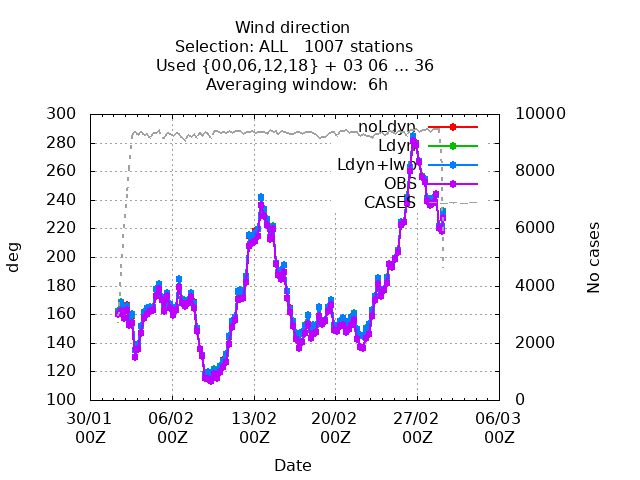 Wind direction
Selection: ALL   1007 stations
Used {00,06,12,18} + 03 06 ... 36
Averaging window:  6h
300
280
260
240
220
200
180
160
140
120
100
10000
8000
6000
4000
2000
0
noLdyn
Ldyn
Ldyn+lwp
OBS
CASES
deg
No cases
30/01
00Z
06/02
00Z
13/02
00Z
20/02
00Z
27/02
00Z
06/03
00Z
Date